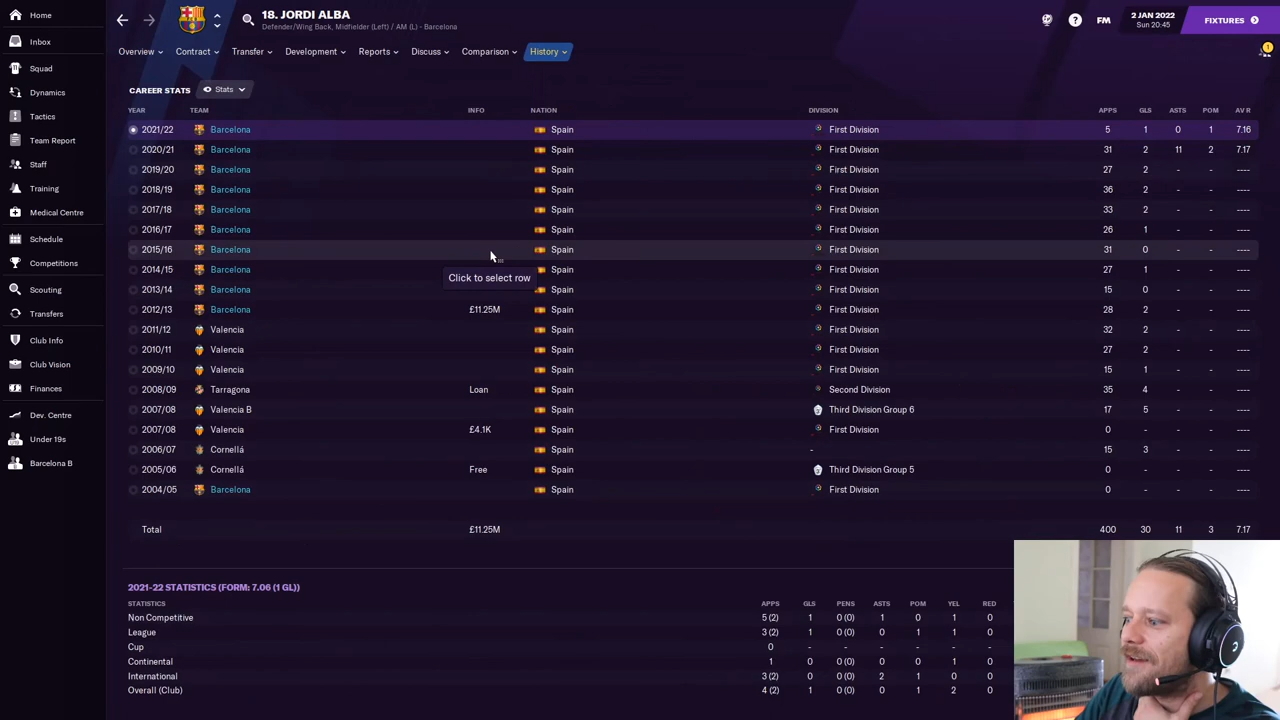 Home
18. JORDI ALBA
Defender/Wing Back, Midfielder (Left) / AM (L) - Barcelona
? FM 2 JAN 2022 Sun 20:45 FIXTURES
1
Inbox
Overview Contract Transfer Development Reports Discuss Comparison History
Squad
Dynamics
Tactics
Team Report
Staff
Training
Medical Centre
Schedule
Competitions
Scouting
Transfers
Club Info
Club Vision
Finances
Dev. Centre
Under 19s
Barcelona B
CAREER STATS Stats
YEAR TEAM INFO NATION DIVISION APPS GLS ASTS POM AV R
2021/22 Barcelona Spain First Division 5 1 0 1 7.16
2020/21 Barcelona Spain First Division 31 2 11 2 7.17
2019/20 Barcelona Spain First Division 27 2 - - ----
2018/19 Barcelona Spain First Division 36 2 - - ----
2017/18 Barcelona Spain First Division 33 2 - - ----
2016/17 Barcelona Spain First Division 26 1 - - ----
2015/16 Barcelona Spain First Division 31 0 - - ----
2014/15 Barcelona Spain First Division 27 1 - - ----
Click to select row
2013/14 Barcelona Spain First Division 15 0 - - ----
2012/13 Barcelona £11.25M Spain First Division 28 2 - - ----
2011/12 Valencia Spain First Division 32 2 - - ----
2010/11 Valencia Spain First Division 27 2 - - ----
2009/10 Valencia Spain First Division 15 1 - - ----
2008/09 Tarragona Loan Spain Second Division 35 4 - - ----
2007/08 Valencia B Spain Third Division Group 6 17 5 - - ----
2007/08 Valencia £4.1K Spain First Division 0 - - - ----
2006/07 Cornellá Spain - 15 3 - - ----
2005/06 Cornellá Free Spain Third Division Group 5 0 - - - ----
2004/05 Barcelona Spain First Division 0 - - - ----
Total £11.25M 400 30 11 3 7.17
2021-22 STATISTICS (FORM: 7.06 (1 GL))
STATISTICS APPS GLS PENS ASTS POM YEL RED
Non Competitive 5 (2) 1 0 (0) 1 0 1 0
League 3 (2) 1 0 (0) 0 1 1 0
Cup 0 - - - - - -
Continental 1 0 0 (0) 0 0 1 0
International 3 (2) 0 0 (0) 2 1 0 0
Overall (Club) 4 (2) 1 0 (0) 0 1 2 0